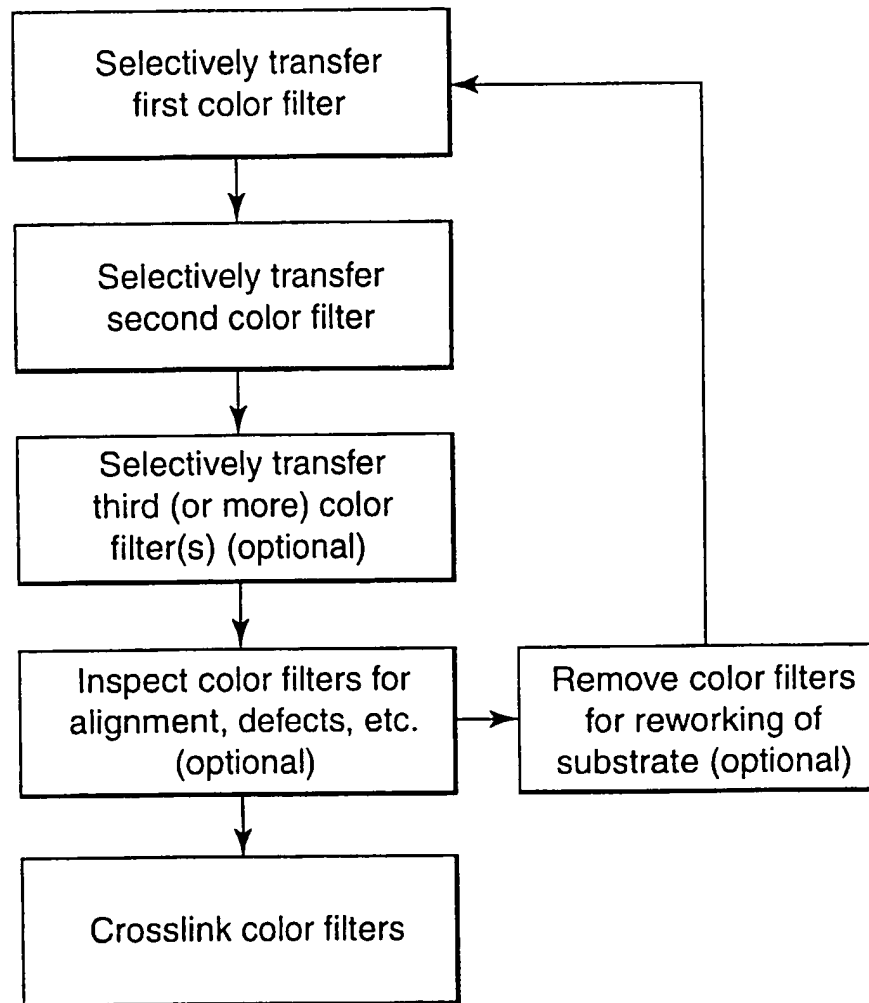 Selectively transfer
first color filter
Selectively transfer
second color filter
Selectively transfer
third (or more) color
filter(s) (optional)
Inspect color filters for
alignment, defects, etc.
(optional)
Remove color filters
for reworking of
substrate (optional)
Crosslink color filters